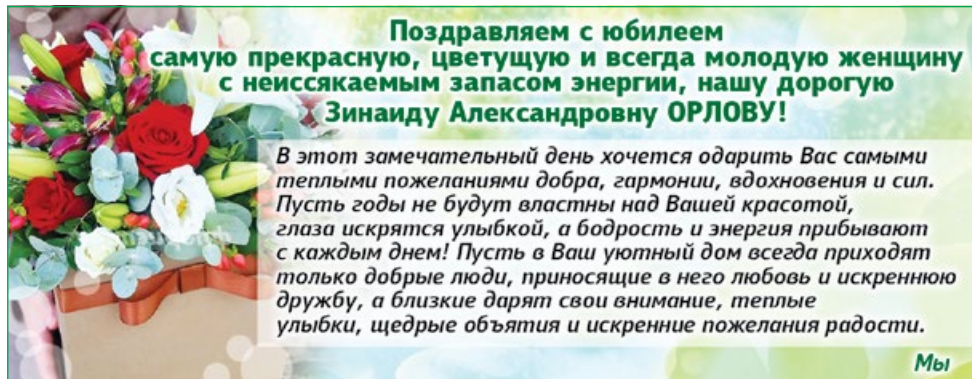 Поздравляем с юбилеем
самую прекрасную, цветущую и всегда молодую женщину
с неиссякаемым запасом энергии, нашу дорогую
Зинаиду Александровну ОРЛОВУ!
В этот замечательный день хочется одарить Вас самыми
теплыми пожеланиями добра, гармонии, вдохновения и сил.
Пусть годы не будут властны над Вашей красотой,
глаза искрятся улыбкой, а бодрость и энергия прибывают
с каждым днем! Пусть в Ваш уютный дом всегда приходят
только добрые люди, приносящие в него любовь и искреннюю
дружбу, а близкие дарят свои внимание, теплые
улыбки, щедрые объятия и искренние пожелания радости.
Мы